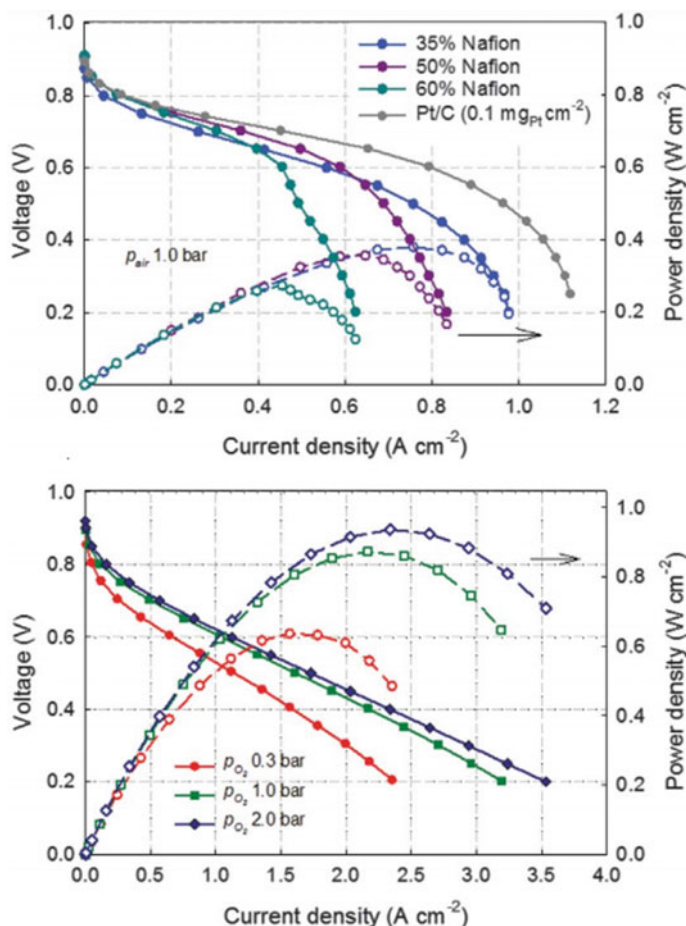 35% Nafion
50% Nafion
60% Nafion
Pt/C (0.1 mgPt cm⁻²)
Voltage (V)
1.0
0.8
0.6
0.4
0.2
0.0
pair 1.0 bar
1.0
0.8
0.6
0.4
0.2
0.0
Power density (W cm⁻²)
0.0 0.2 0.4 0.6 0.8 1.0 1.2
Current density (A cm⁻²)
Voltage (V)
1.0
0.8
0.6
0.4
0.2
0.0
pO₂ 0.3 bar
pO₂ 1.0 bar
pO₂ 2.0 bar
1.0
0.8
0.6
0.4
0.2
0.0
Power density (W cm⁻²)
0.0 0.5 1.0 1.5 2.0 2.5 3.0 3.5 4.0
Current density (A cm⁻²)